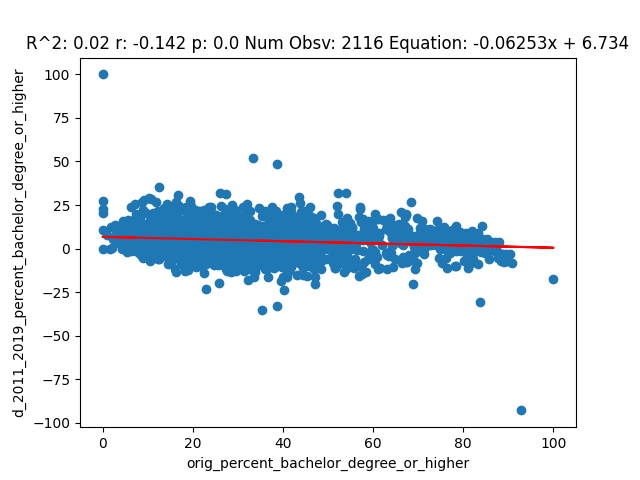 R^2: 0.02 r: -0.142 p: 0.0 Num Obsv: 2116 Equation: -0.06253x + 6.734
d_2011_2019_percent_bachelor_degree_or_higher
100
75
50
25
0
−25
−50
−75
−100
0 20 40 60 80 100
orig_percent_bachelor_degree_or_higher